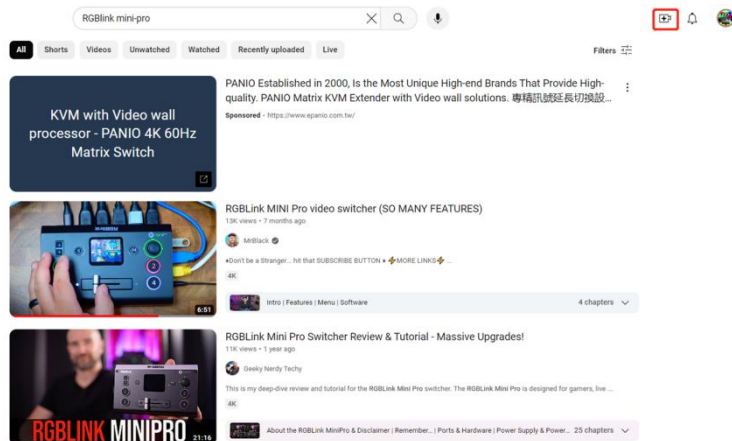 RGBlink mini-pro
All
Shorts
Videos
Unwatched
Watched
Recently uploaded
Live
Filters
KVM with Video wall
processor - PANIO 4K 60Hz
Matrix Switch
PANIO Established in 2000, Is the Most Unique High-end Brands That Provide High-
quality. PANIO Matrix KVM Extender with Video wall solutions. 專精訊號延長切換設...
Sponsored · https://www.epanio.com.tw/
6:51
RGBLink MINI Pro video switcher (SO MANY FEATURES)
13K views • 7 months ago
MrBlack
♦Don't be a Stranger... hit that SUBSCRIBE BUTTON ♦ ⚡MORE LINKS⚡ ...
4K
Intro | Features | Menu | Software
4 chapters
RGBLINK MINIPRO
21:16
RGBLink Mini Pro Switcher Review & Tutorial - Massive Upgrades!
11K views • 1 year ago
Geeky Nerdy Techy
This is my deep-dive review and tutorial for the RGBLink Mini Pro switcher. The RGBLink Mini Pro is designed for gamers, live ...
4K
About the RGBLink MiniPro & Disclaimer | Remember... | Ports & Hardware | Power Supply & Power...
25 chapters